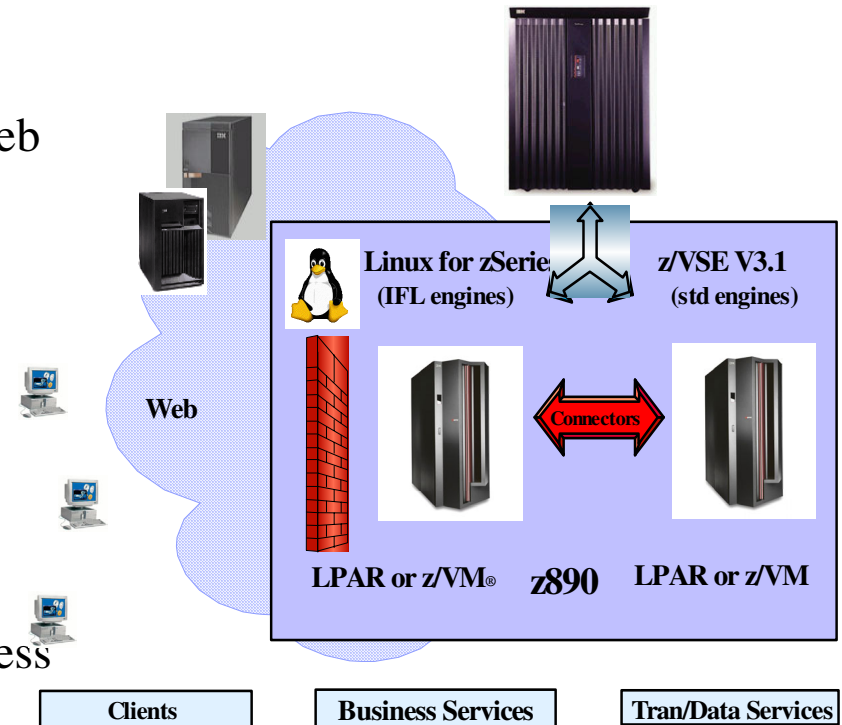 eb
Linux for zSerie
z/VSE V3.1
(IFL engines)
(std engines)
Web
Connectors
LPAR or z/VM®
z890
LPAR or z/VM
ess
Clients
Business Services
Tran/Data Services